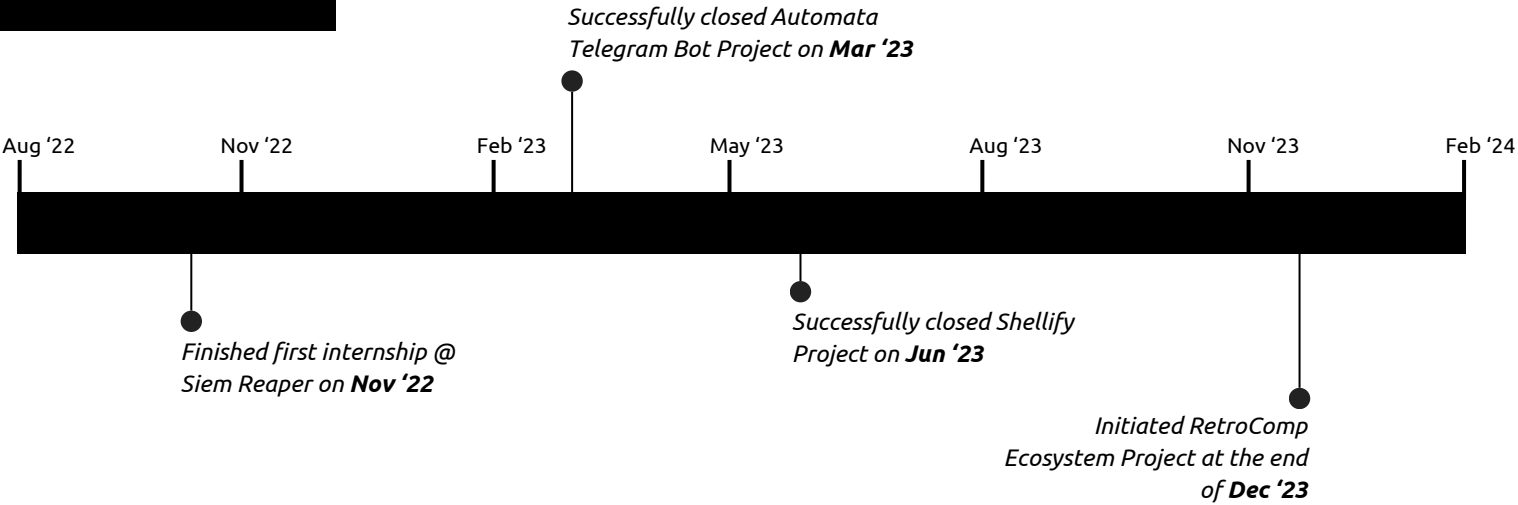 Successfully closed Automata
Telegram Bot Project on Mar ‘23
Aug ‘22 Nov ‘22 Feb ‘23 May ‘23 Aug ‘23 Nov ‘23 Feb ‘24
Finished first internship @
Siem Reaper on Nov ‘22
Successfully closed Shellify
Project on Jun ‘23
Initiated RetroComp
Ecosystem Project at the end
of Dec ‘23